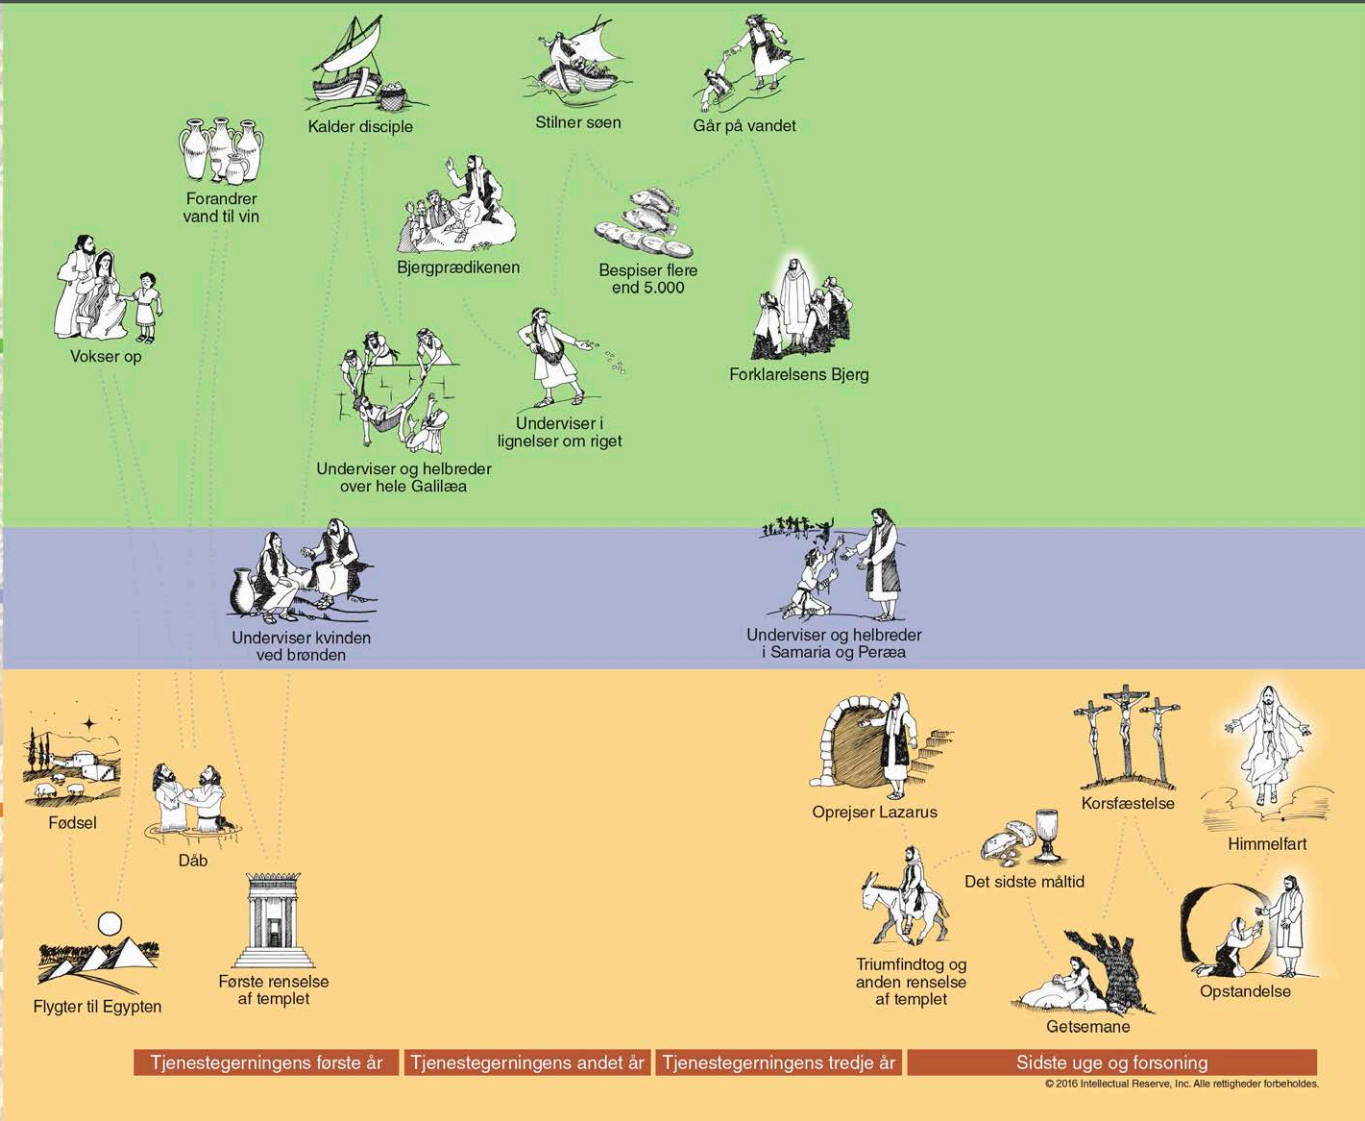 Kalder disciple
Stilner søen
Går på vandet
Forandrer
vand til vin
Bjergprædikenen
Bespiser flere
end 5.000
Vokser op
Forklarelsens Bjerg
Underviser i
lignelser om riget
Underviser og helbreder
over hele Galilæa
Underviser kvinden
ved brønden
Underviser og helbreder
i Samaria og Peræa
Fødsel
Dåb
Oprejser Lazarus
Korsfæstelse
Himmelfart
Det sidste måltid
Flygter til Egypten
Første renselse
af templet
Triumfindtog og
anden renselse
af templet
Getsemane
Opstandelse
Tjenestegerningens første år
Tjenestegerningens andet år
Tjenestegerningens tredje år
Sidste uge og forsoning
© 2016 Intellectual Reserve, Inc. Alle rettigheder forbeholdes.